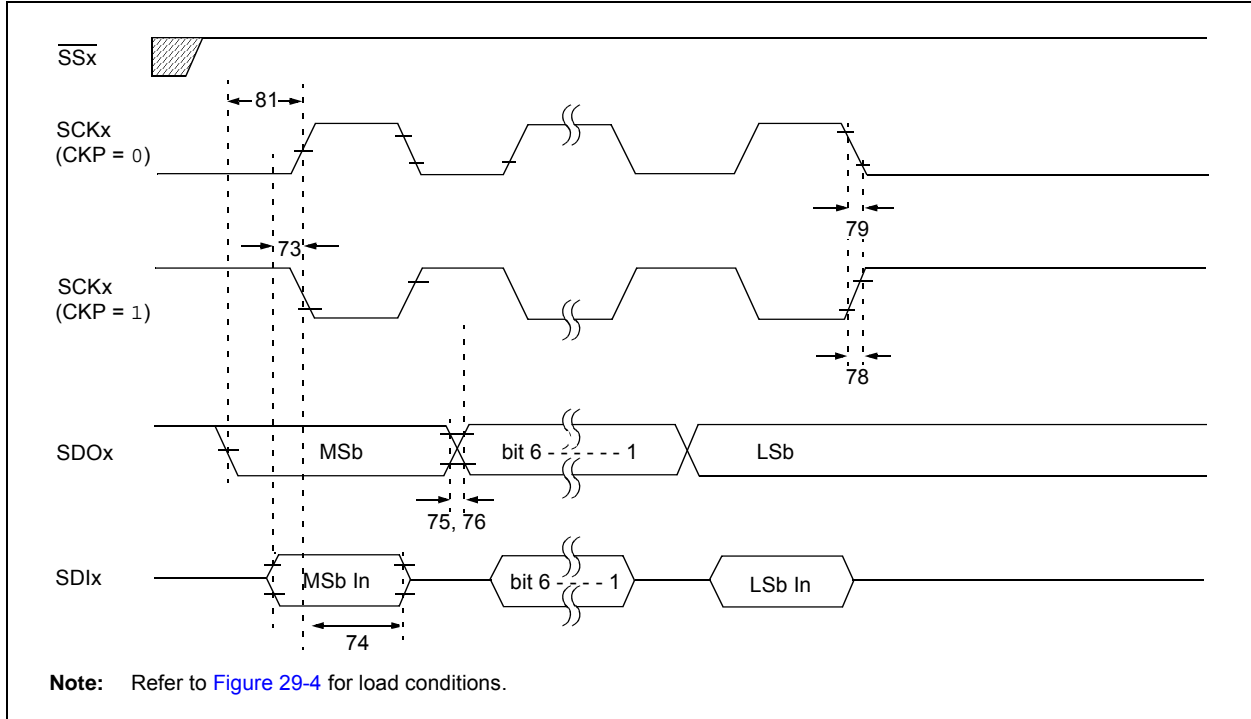 SSx
81
SCKx
(CKP = 0)
79
73
SCKx
(CKP = 1)
78
SDOx
MSb
bit 6 - - - - - - 1
LSb
75, 76
SDIx
MSb In
bit 6 - - - - 1
LSb In
74
Note: Refer to Figure 29-4 for load conditions.